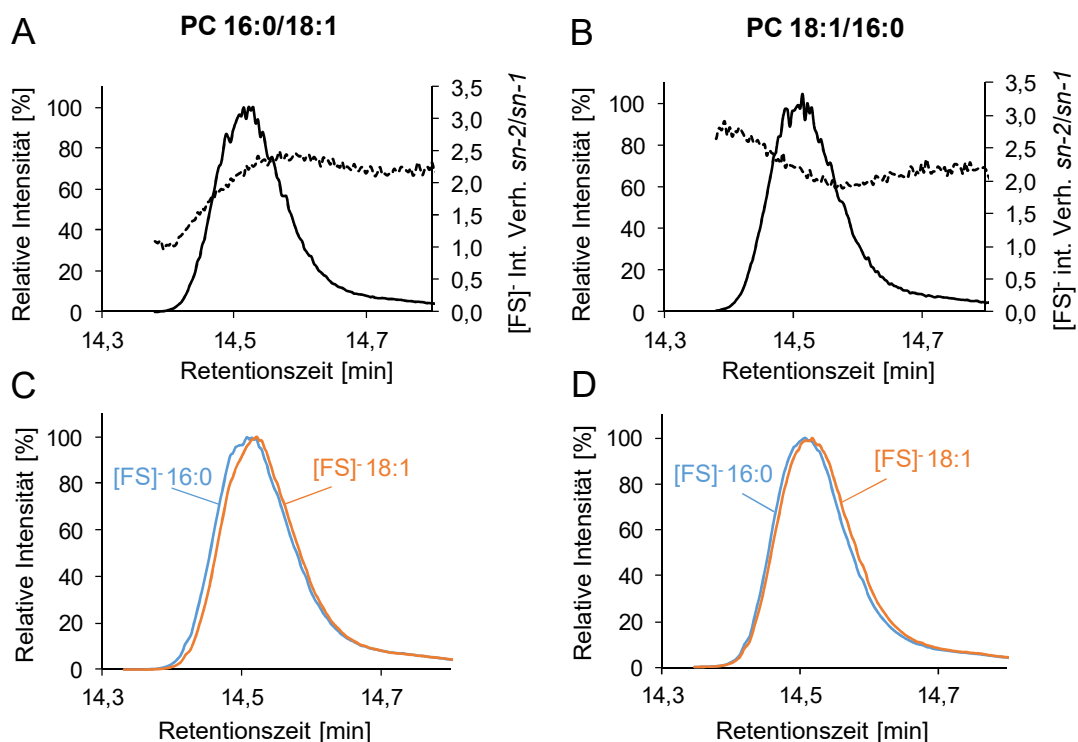 A
PC 16:0/18:1
Relative Intensität [%]
100
80
60
40
20
0
3,5
3,0
2,5
2,0
1,5
1,0
0,5
0,0
[FS]- Int. Verh. sn-2/sn-1
14,3
14,5
14,7
Retentionszeit [min]
B
PC 18:1/16:0
Relative Intensität [%]
100
80
60
40
20
0
3,5
3,0
2,5
2,0
1,5
1,0
0,5
0,0
[FS]- int. Verh. sn-2/sn-1
14,3
14,5
14,7
Retentionszeit [min]
C
Relative Intensität [%]
100
80
60
40
20
0
[FS]- 16:0
[FS]- 18:1
14,3
14,5
14,7
Retentionszeit [min]
D
Relative Intensität [%]
100
80
60
40
20
0
[FS]- 16:0
[FS]- 18:1
14,3
14,5
14,7
Retentionszeit [min]